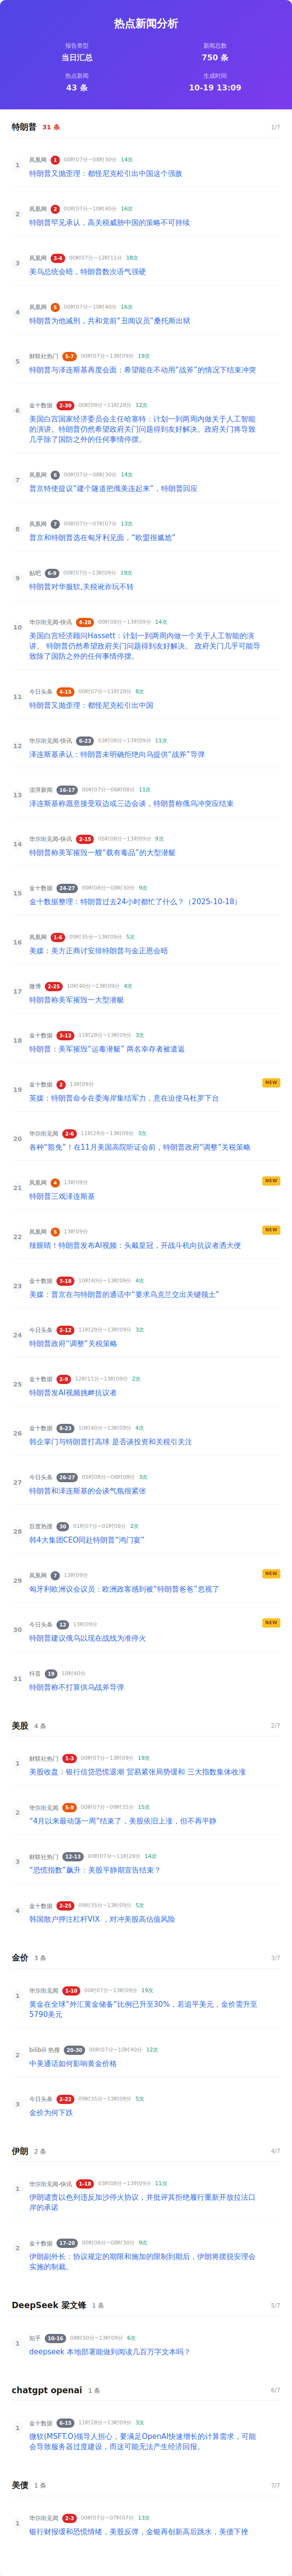 热点新闻分析
报告类型
当日汇总
新闻总数
750 条
热点新闻
43 条
生成时间
10-19 13:09
特朗普 31 条 1/7
1 凤凰网 1 00时07分~08时30分 14次
特朗普又抛歪理：都怪尼克松引出中国这个强敌
2 凤凰网 2 00时07分~10时40分 16次
特朗普罕见承认，高关税威胁中国的策略不可持续
3 凤凰网 3-4 00时07分~12时11分 18次
美乌总统会晤，特朗普数次语气强硬
4 凤凰网 5 00时07分~10时40分 16次
特朗普为他减刑，共和党前“丑闻议员”桑托斯出狱
5 财联社热门 5-7 00时07分~13时09分 19次
特朗普与泽连斯基再度会面：希望能在不动用“战斧”的情况下结束冲突
6 金十数据 2-30 00时08分~11时28分 12次
美国白宫国家经济委员会主任哈塞特：计划一到两周内做关于人工智能
的演讲。特朗普仍然希望政府关门问题得到友好解决。政府关门将导致
几乎除了国防之外的任何事情停摆。
7 凤凰网 6 00时07分~08时30分 14次
普京特使提议“建个隧道把俄美连起来”，特朗普回应
8 凤凰网 7 00时07分~07时07分 13次
普京和特朗普选在匈牙利见面，“欧盟很尴尬”
9 贴吧 6-9 00时07分~13时09分 19次
特朗普对华服软,关税讹诈玩不转
10 华尔街见闻-快讯 4-28 00时08分~13时09分 14次
美国白宫经济顾问Hassett：计划一到两周内做一个关于人工智能的演
讲。 特朗普仍然希望政府关门问题得到友好解决。 政府关门几乎可能导
致除了国防之外的任何事情停摆。
11 今日头条 4-15 00时07分~11时28分 8次
特朗普又抛歪理：都怪尼克松引出中国
12 华尔街见闻-快讯 6-23 03时08分~13时09分 11次
泽连斯基承认：特朗普未明确拒绝向乌提供“战斧”导弹
13 澎湃新闻 16-17 00时07分~06时08分 11次
泽连斯基称愿意接受双边或三边会谈，特朗普称俄乌冲突应结束
14 华尔街见闻-快讯 2-15 05时08分~13时09分 9次
特朗普称美军摧毁一艘“载有毒品”的大型潜艇
15 金十数据 24-27 00时08分~08时30分 9次
金十数据整理：特朗普过去24小时都忙了什么？（2025-10-18）
16 凤凰网 1-6 09时35分~13时09分 5次
美媒：美方正商讨安排特朗普与金正恩会晤
17 微博 2-25 10时40分~13时09分 4次
特朗普称美军摧毁一大型潜艇
18 金十数据 3-12 11时28分~13时09分 3次
特朗普：美军摧毁“运毒潜艇” 两名幸存者被遣返
19 金十数据 2 13时09分 NEW
英媒：特朗普命令在委海岸集结军力，意在迫使马杜罗下台
20 华尔街见闻 2-6 11时28分~13时09分 3次
各种“豁免”！在11月美国高院听证会前，特朗普政府“调整”关税策略
21 凤凰网 4 13时09分 NEW
特朗普三戏泽连斯基
22 凤凰网 5 13时09分 NEW
辣眼睛！特朗普发布AI视频：头戴皇冠，开战斗机向抗议者洒大便
23 金十数据 3-18 10时40分~13时09分 4次
美媒：普京在与特朗普的通话中“要求乌克兰交出关键领土”
24 今日头条 2-12 11时28分~13时09分 3次
特朗普政府“调整”关税策略
25 金十数据 2-9 12时11分~13时09分 2次
特朗普发AI视频挑衅抗议者
26 金十数据 8-23 10时40分~13时09分 4次
韩企掌门与特朗普打高球 是否谈投资和关税引关注
27 今日头条 26-27 05时08分~06时08分 3次
特朗普和泽连斯基的会谈气氛很紧张
28 百度热搜 30 01时07分~01时08分 2次
韩4大集团CEO同赴特朗普“鸿门宴”
29 凤凰网 7 13时09分 NEW
匈牙利欧洲议会议员：欧洲政客感到被“特朗普爸爸”忽视了
30 今日头条 12 13时09分 NEW
特朗普建议俄乌以现在战线为准停火
31 抖音 19 10时40分
特朗普称不打算供乌战斧导弹
美股 4 条 2/7
1 财联社热门 1-3 00时07分~13时09分 19次
美股收盘：银行信贷恐慌退潮 贸易紧张局势缓和 三大指数集体收涨
2 华尔街见闻 5-9 00时07分~09时35分 15次
“4月以来最动荡一周”结束了，美股依旧上涨，但不再平静
3 财联社热门 12-13 00时07分~11时28分 14次
“恐慌指数”飙升：美股平静期宣告结束？
4 金十数据 2-25 09时35分~13时09分 5次
韩国散户押注杠杆VIX ，对冲美股高估值风险
金价 3 条 3/7
1 华尔街见闻 1-10 00时07分~13时09分 19次
黄金在全球“外汇黄金储备”比例已升至30%，若追平美元，金价需升至
5790美元
2 bilibili 热搜 20-30 00时07分~10时40分 12次
中美通话如何影响黄金价格
3 今日头条 2-22 09时35分~13时09分 5次
金价为何下跌
伊朗 2 条 4/7
1 华尔街见闻-快讯 1-18 03时08分~13时09分 11次
伊朗谴责以色列违反加沙停火协议，并批评其拒绝履行重新开放拉法口
岸的承诺
2 金十数据 17-20 00时08分~08时30分 9次
伊朗副外长：协议规定的期限和施加的限制到期后，伊朗将摆脱安理会
实施的制裁。
DeepSeek 梁文锋 1 条 5/7
1 知乎 10-16 08时30分~13时09分 6次
deepseek 本地部署能做到阅读几百万字文本吗？
chatgpt openai 1 条 6/7
1 金十数据 6-15 11时28分~13时09分 3次
微软(MSFT.O)领导人担心，要满足OpenAI快速增长的计算需求，可能
会导致服务器过度建设，而这可能无法产生经济回报。
美债 1 条 7/7
1 华尔街见闻 2-3 00时07分~07时07分 13次
银行财报缓和恐慌情绪，美股反弹，金银再创新高后跳水，美债下挫